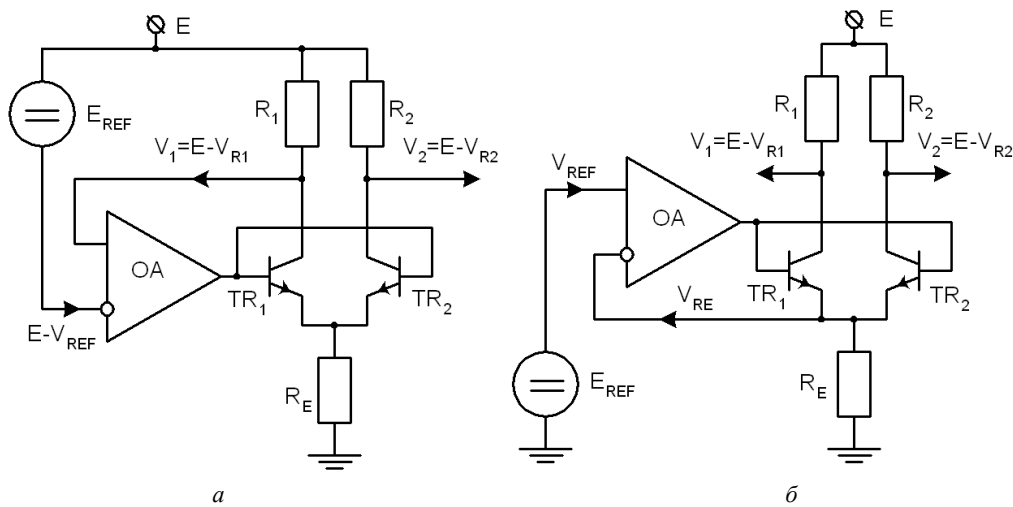 E
E_REF
R_1
R_2
V_1=E-V_R1
V_2=E-V_R2
OA
TR_1
TR_2
E-V_REF
R_E
а
E
R_1
R_2
V_1=E-V_R1
V_2=E-V_R2
V_REF
OA
TR_1
TR_2
V_RE
E_REF
R_E
б